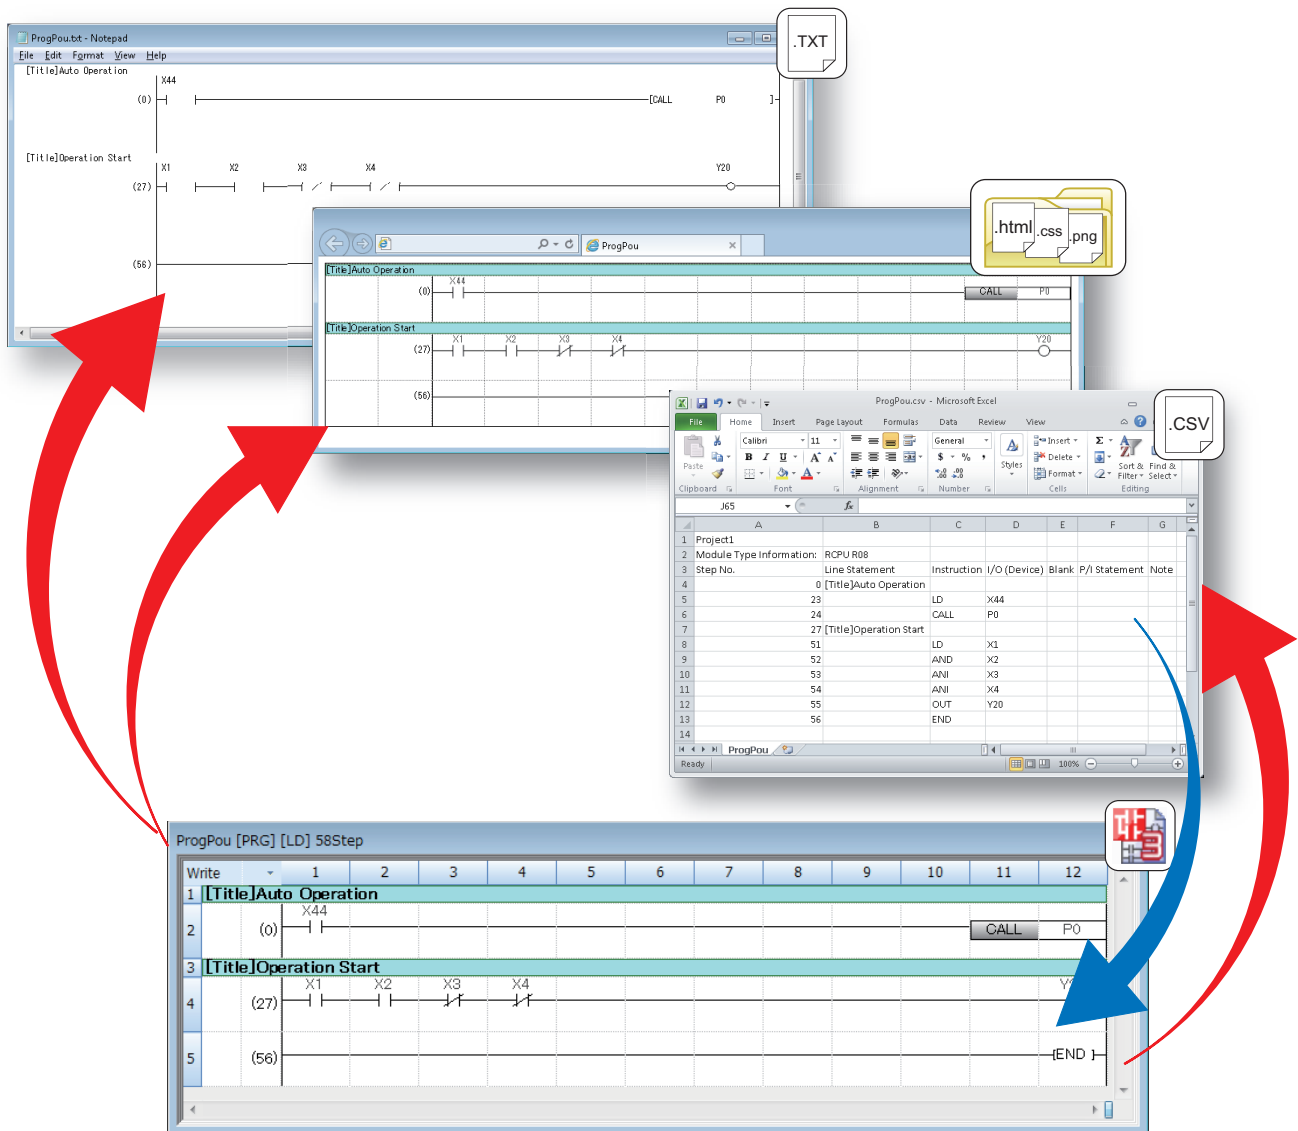 ProgPou.txt - Notepad
.TXT
File Edit Format View Help
[Title]Auto Operation
X44
(0) [CALL P0 ]
[Title]Operation Start
X1 X2 X3 X4 Y20
(27)
(56)
.html .css .png
ProgPou
[Title]Auto Operation
X44
(0) CALL P0
[Title]Operation Start
X1 X2 X3 X4 Y20
(27)
(56)
ProgPou.csv - Microsoft Excel
.CSV
File Home Insert Page Layout Formulas Data Review View
Calibri 11 General Insert Σ
Paste B I U A A $ % , Styles Delete
Format Sort & Filter Find & Select
Clipboard Font Alignment Number Cells Editing
J65 fx
A B C D E F G
1 Project1
2 Module Type Information: RCPU R08
3 Step No. Line Statement Instruction I/O (Device) Blank P/I Statement Note
4 0 [Title]Auto Operation
5 23 LD X44
6 24 CALL P0
7 27 [Title]Operation Start
8 51 LD X1
9 52 AND X2
10 53 ANI X3
11 54 ANI X4
12 55 OUT Y20
13 56 END
14
ProgPou
Ready 100%
ProgPou [PRG] [LD] 58Step
3
Write 1 2 3 4 5 6 7 8 9 10 11 12
1 [Title]Auto Operation
X44
2 (0) CALL P0
3 [Title]Operation Start
X1 X2 X3 X4
4 (27)
5 (56) [END ]